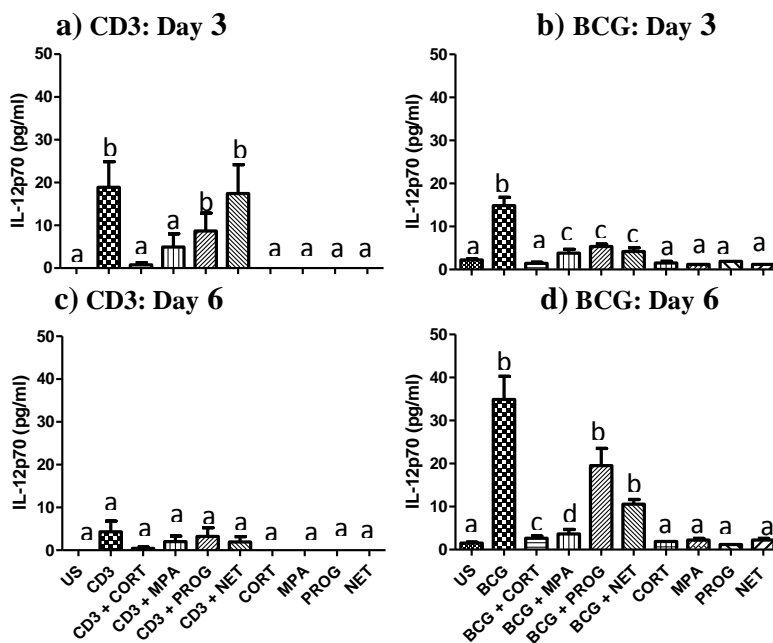 a) CD3: Day 3
IL-12p70 (pg/ml)
50
40
30
20
10
0
a b a a b b a a a a
b) BCG: Day 3
IL-12p70 (pg/ml)
50
40
30
20
10
0
a b a c c c a a a a
c) CD3: Day 6
IL-12p70 (pg/ml)
50
40
30
20
10
0
a a a a a a a a a a
US CD3 CD3 + CORT CD3 + MPA CD3 + PROG CD3 + NET CORT MPA PROG NET
d) BCG: Day 6
IL-12p70 (pg/ml)
50
40
30
20
10
0
a b c d b b a a a a
US BCG BCG + CORT BCG + MPA BCG + PROG BCG + NET CORT MPA PROG NET